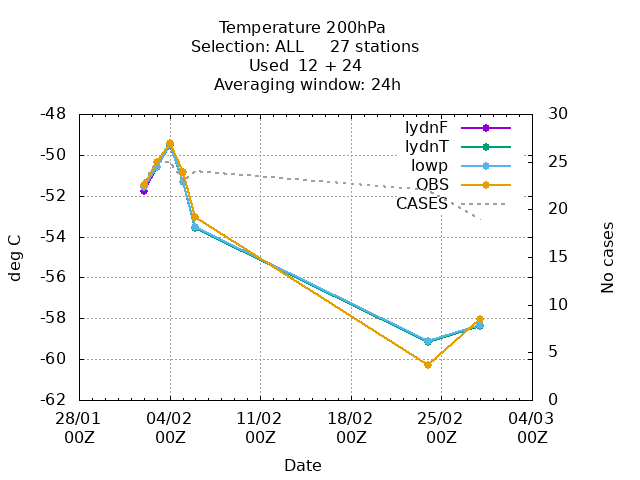 Temperature 200hPa
Selection: ALL 27 stations
Used 12 + 24
Averaging window: 24h
-48
-50
-52
-54
-56
-58
-60
-62
deg C
lydnF
lydnT
lowp
OBS
CASES
30
25
20
15
10
5
0
No cases
28/01 04/02 11/02 18/02 25/02 04/03
00Z 00Z 00Z 00Z 00Z 00Z
Date